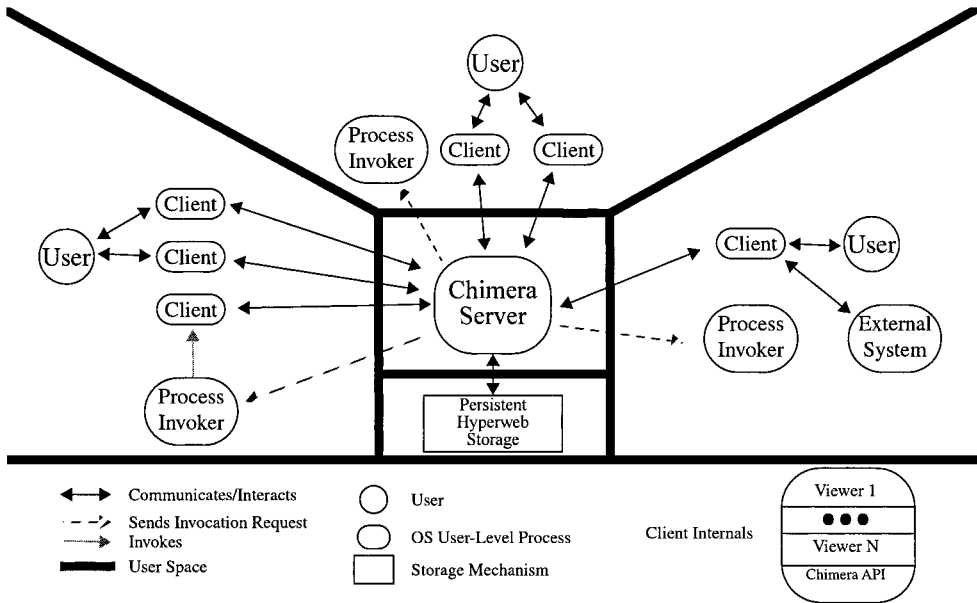 User
Process
Invoker
Client
Client
Client
User
Client
Client
Client
User
Chimera
Server
Process
Invoker
External
System
Process
Invoker
Persistent
Hyperweb
Storage
Communicates/Interacts
Sends Invocation Request
Invokes
User Space
User
OS User-Level Process
Storage Mechanism
Client Internals
Viewer 1
Viewer N
Chimera API